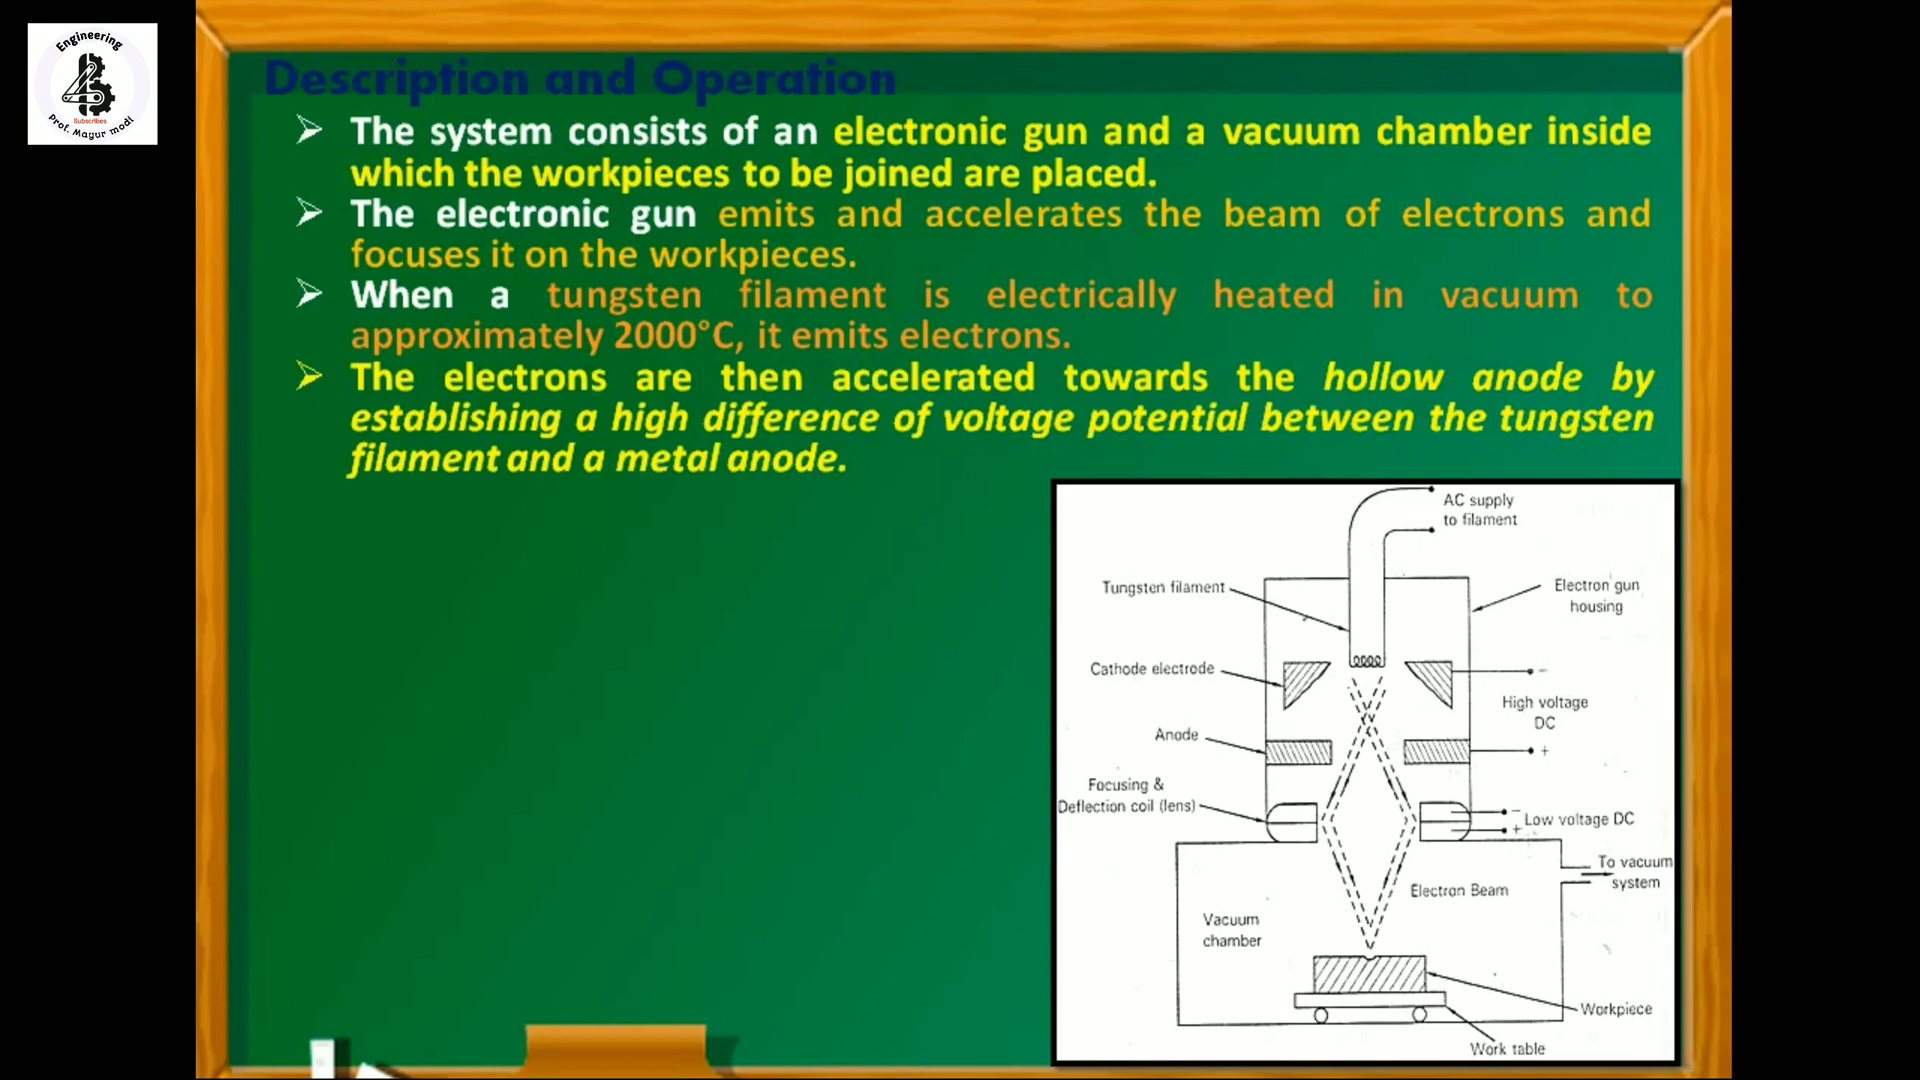 Engineering
Subscribes
Prof. Mayur modi
Description and Operation
The system consists of an electronic gun and a vacuum chamber inside
which the workpieces to be joined are placed.
The electronic gun emits and accelerates the beam of electrons and
focuses it on the workpieces.
When a tungsten filament is electrically heated in vacuum to
approximately 2000°C, it emits electrons.
The electrons are then accelerated towards the hollow anode by
establishing a high difference of voltage potential between the tungsten
filament and a metal anode.
AC supply
to filament
Tungsten filament
Electron gun
housing
Cathode electrode
-
High voltage
DC
Anode
+
Focusing &
Deflection coil (lens)
-
+
Low voltage DC
To vacuum
system
Electron Beam
Vacuum
chamber
Workpiece
Work table